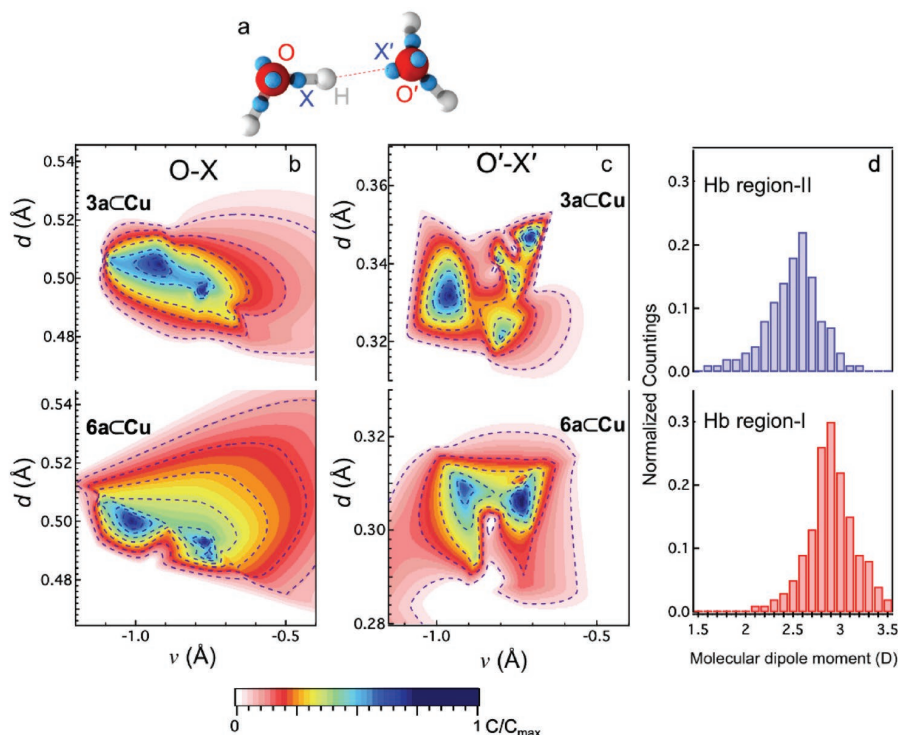 a
O
X
H
X′
O′
b
O-X
3a⊂Cu
d (Å)
0.54
0.52
0.50
0.48
6a⊂Cu
d (Å)
0.54
0.52
0.50
0.48
-1.0
-0.5
v (Å)
c
O′-X′
3a⊂Cu
d (Å)
0.36
0.34
0.32
6a⊂Cu
d (Å)
0.32
0.30
0.28
-1.0
-0.5
v (Å)
d
Hb region-II
0.3
0.2
0.1
0.0
Normalized Countings
Hb region-I
0.3
0.2
0.1
0.0
1.5 2 2.5 3 3.5
Molecular dipole moment (D)
0 1 C/Cmax